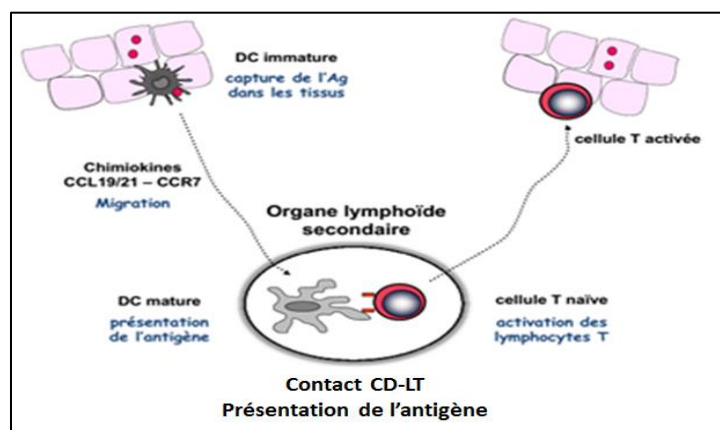 DC immature
capture de l'Ag
dans les tissus
cellule T activée
Chimiokines
CCL19/21 – CCR7
Migration
Organe lymphoïde
secondaire
DC mature
présentation
de l'antigène
cellule T naïve
activation des
lymphocytes T
Contact CD-LT
Présentation de l'antigène